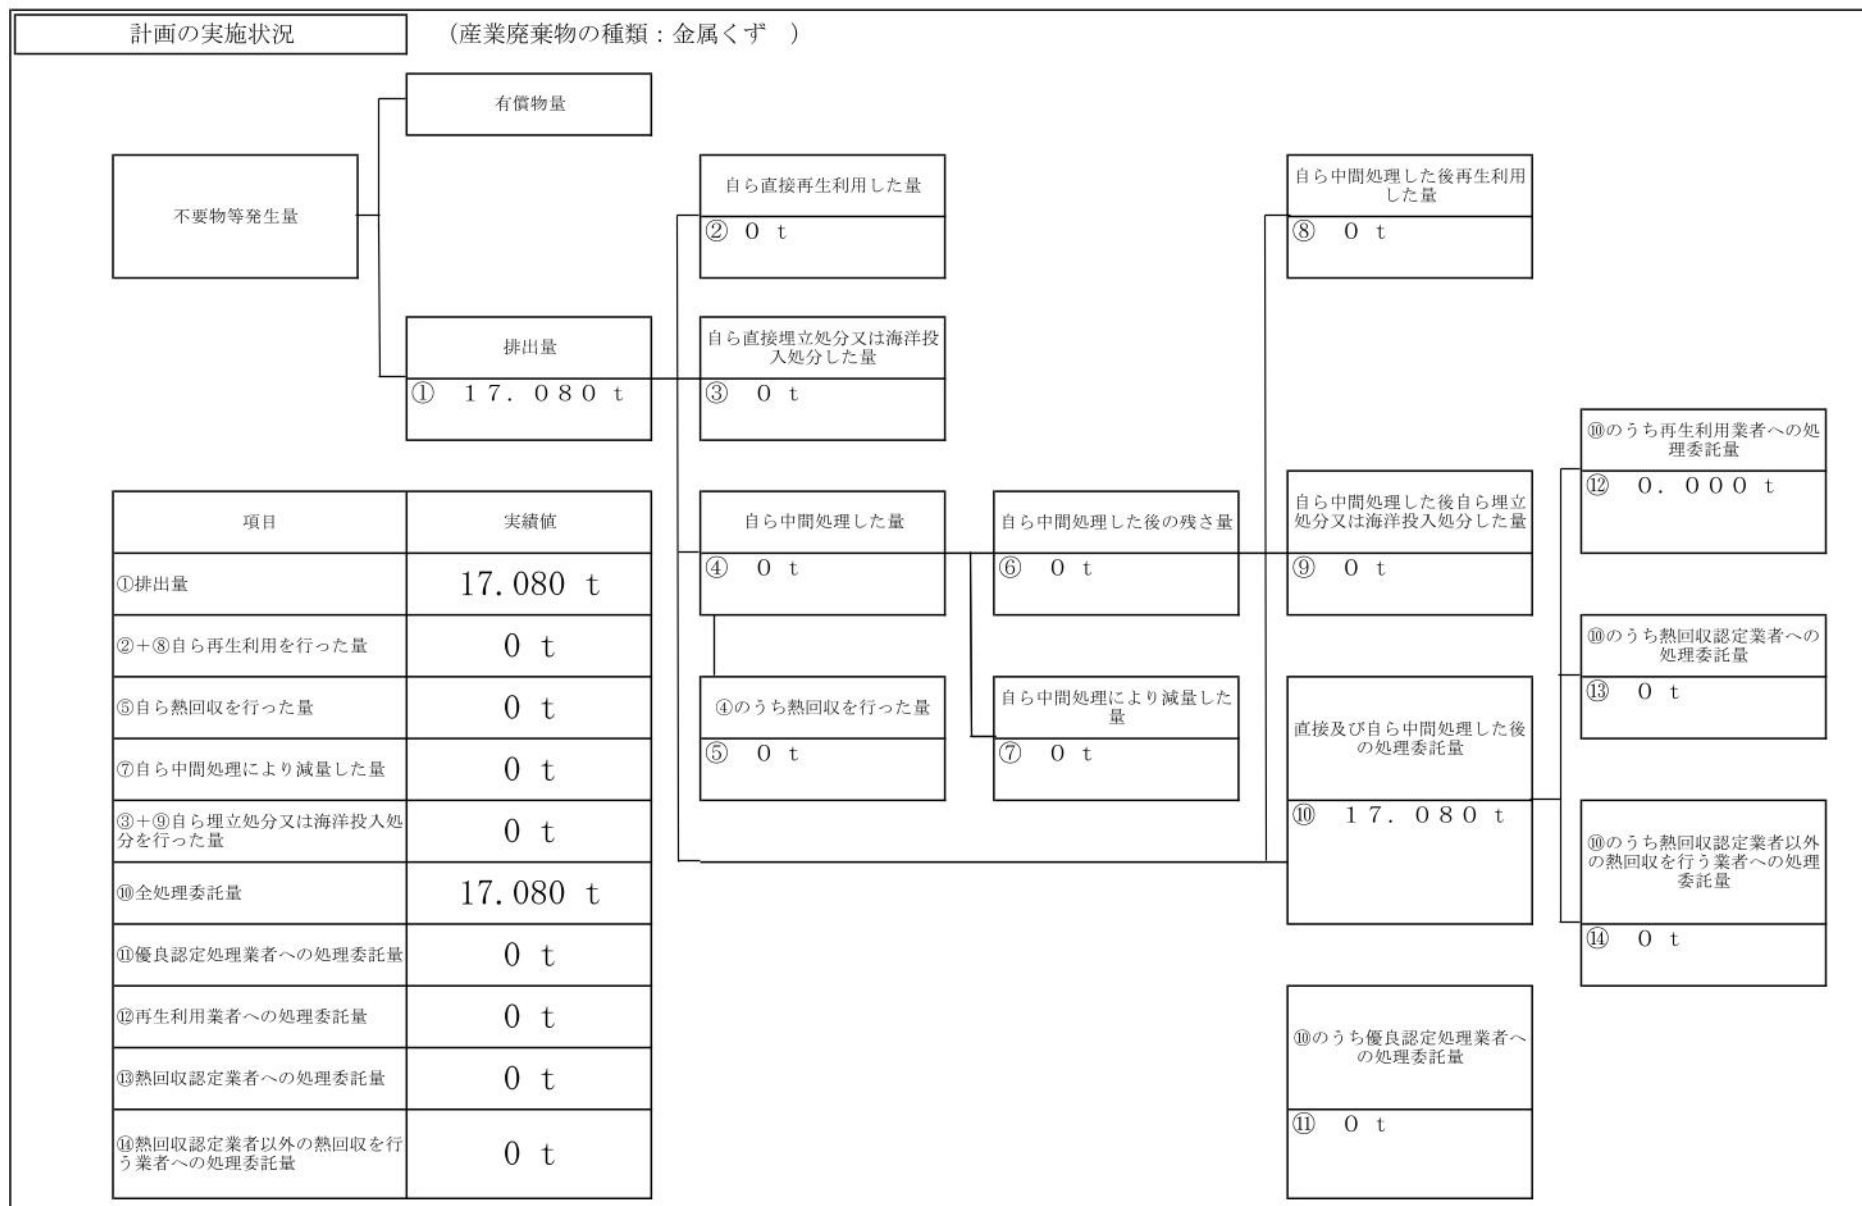 計画の実施状況
(産業廃棄物の種類：金属くず　)
有償物量
不要物等発生量
自ら直接再生利用した量
② 0 t
自ら中間処理した後再生利用
した量
⑧ 0 t
排出量
① 17.080 t
自ら直接埋立処分又は海洋投
入処分した量
③ 0 t
⑩のうち再生利用業者への処
理委託量
⑫ 0.000 t
自ら中間処理した量
④ 0 t
自ら中間処理した後の残さ量
⑥ 0 t
自ら中間処理した後自ら埋立
処分又は海洋投入処分した量
⑨ 0 t
⑩のうち熱回収認定業者への
処理委託量
⑬ 0 t
④のうち熱回収を行った量
⑤ 0 t
自ら中間処理により減量した
量
⑦ 0 t
直接及び自ら中間処理した後
の処理委託量
⑩ 17.080 t
⑩のうち熱回収認定業者以外
の熱回収を行う業者への処理
委託量
⑭ 0 t
⑩のうち優良認定処理業者へ
の処理委託量
⑪ 0 t
項目 実績値
①排出量 17.080 t
②＋⑧自ら再生利用を行った量 0 t
⑤自ら熱回収を行った量 0 t
⑦自ら中間処理により減量した量 0 t
③＋⑨自ら埋立処分又は海洋投入処
分を行った量 0 t
⑩全処理委託量 17.080 t
⑪優良認定処理業者への処理委託量 0 t
⑫再生利用業者への処理委託量 0 t
⑬熱回収認定業者への処理委託量 0 t
⑭熱回収認定業者以外の熱回収を行
う業者への処理委託量 0 t